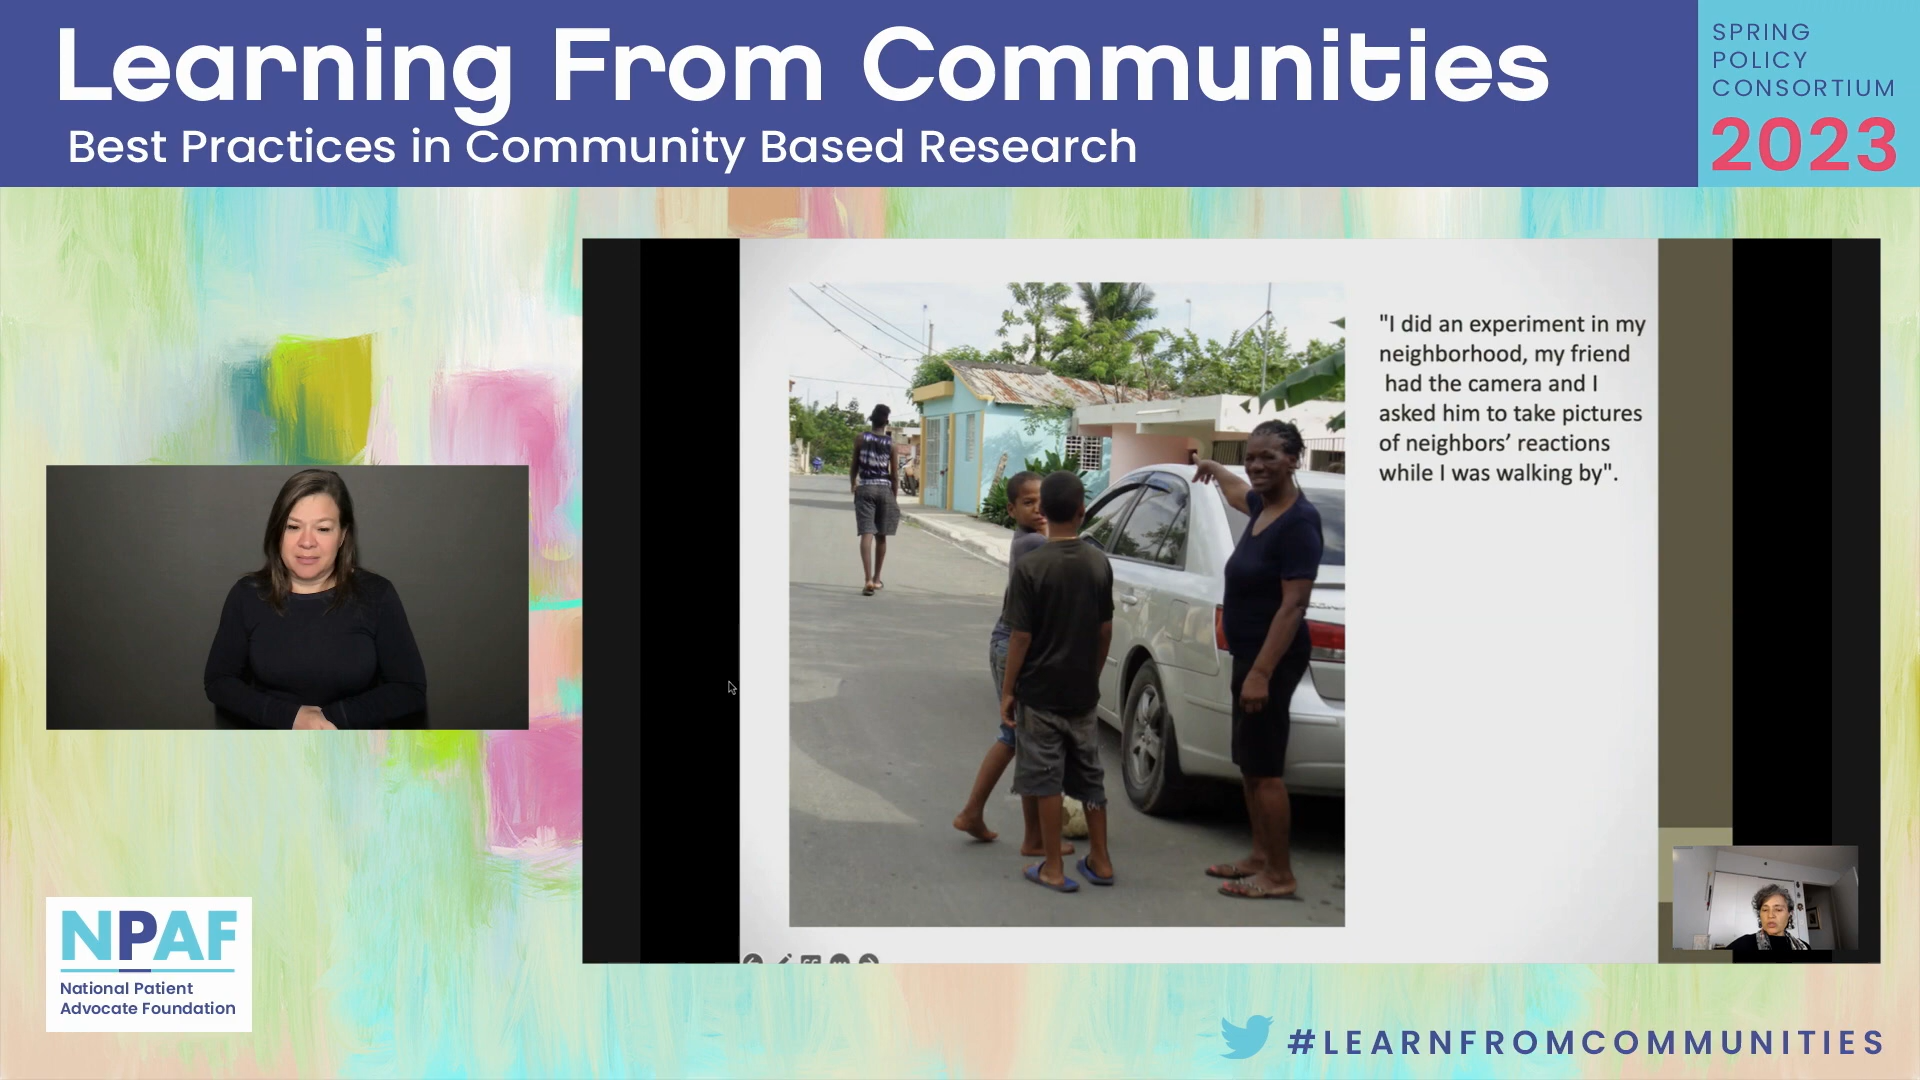 Learning From Communities
Best Practices in Community Based Research
SPRING
POLICY
CONSORTIUM
2023
"I did an experiment in my
neighborhood, my friend
had the camera and I
asked him to take pictures
of neighbors’ reactions
while I was walking by".
NPAF
National Patient
Advocate Foundation
#LEARNFROMCOMMUNITIES